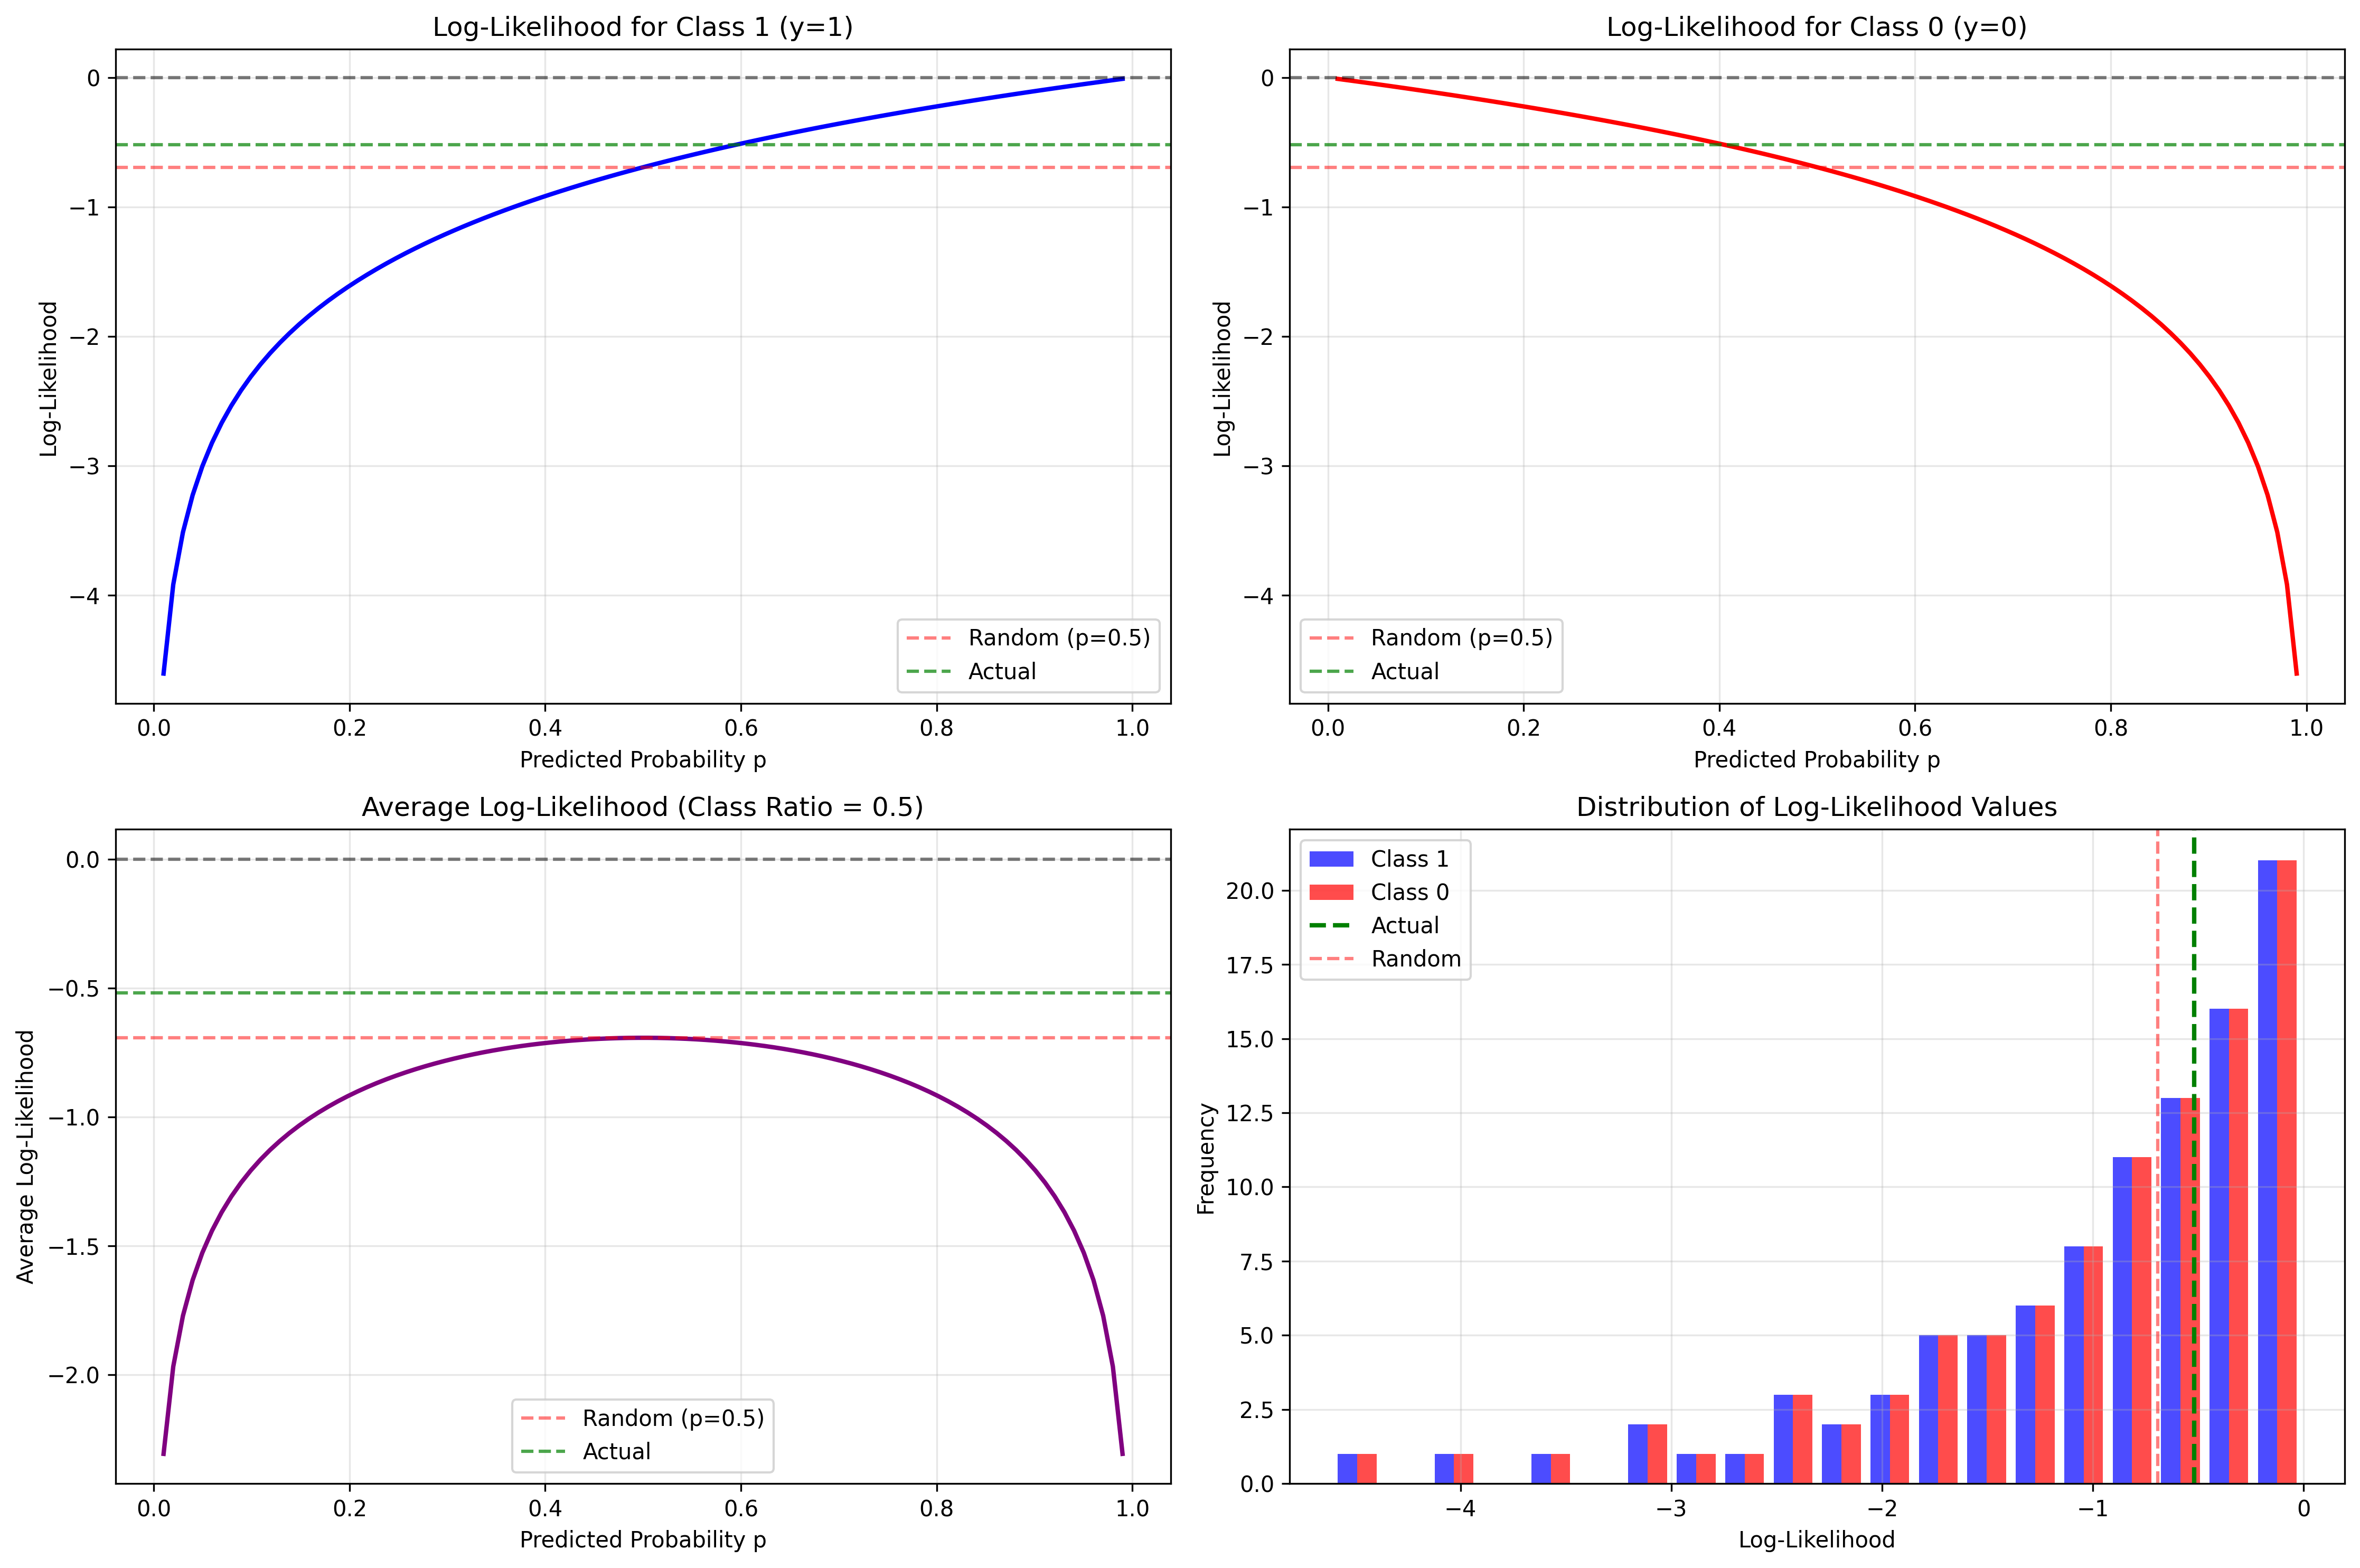 Log-Likelihood for Class 1 (y=1)
0
−1
−2
−3
−4
Log-Likelihood
Random (p=0.5)
Actual
0.0 0.2 0.4 0.6 0.8 1.0
Predicted Probability p
Log-Likelihood for Class 0 (y=0)
0
−1
−2
−3
−4
Log-Likelihood
Random (p=0.5)
Actual
0.0 0.2 0.4 0.6 0.8 1.0
Predicted Probability p
Average Log-Likelihood (Class Ratio = 0.5)
0.0
−0.5
−1.0
−1.5
−2.0
Average Log-Likelihood
Random (p=0.5)
Actual
0.0 0.2 0.4 0.6 0.8 1.0
Predicted Probability p
Distribution of Log-Likelihood Values
Class 1
Class 0
Actual
Random
20.0
17.5
15.0
12.5
10.0
7.5
5.0
2.5
0.0
Frequency
−4 −3 −2 −1 0
Log-Likelihood